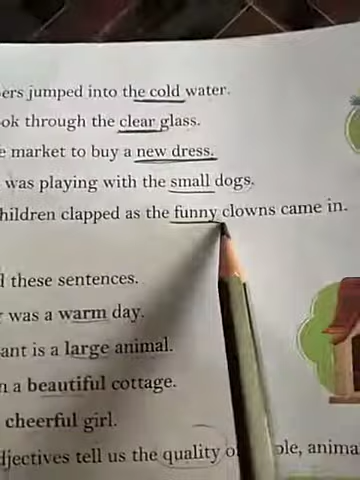 ers jumped into the cold water.
ok through the clear glass.
e market to buy a new dress.
was playing with the small dogs.
hildren clapped as the funny clowns came in.
these sentences.
was a warm day.
ant is a large animal.
a beautiful cottage.
cheerful girl.
djectives tell us the quality ple, anima